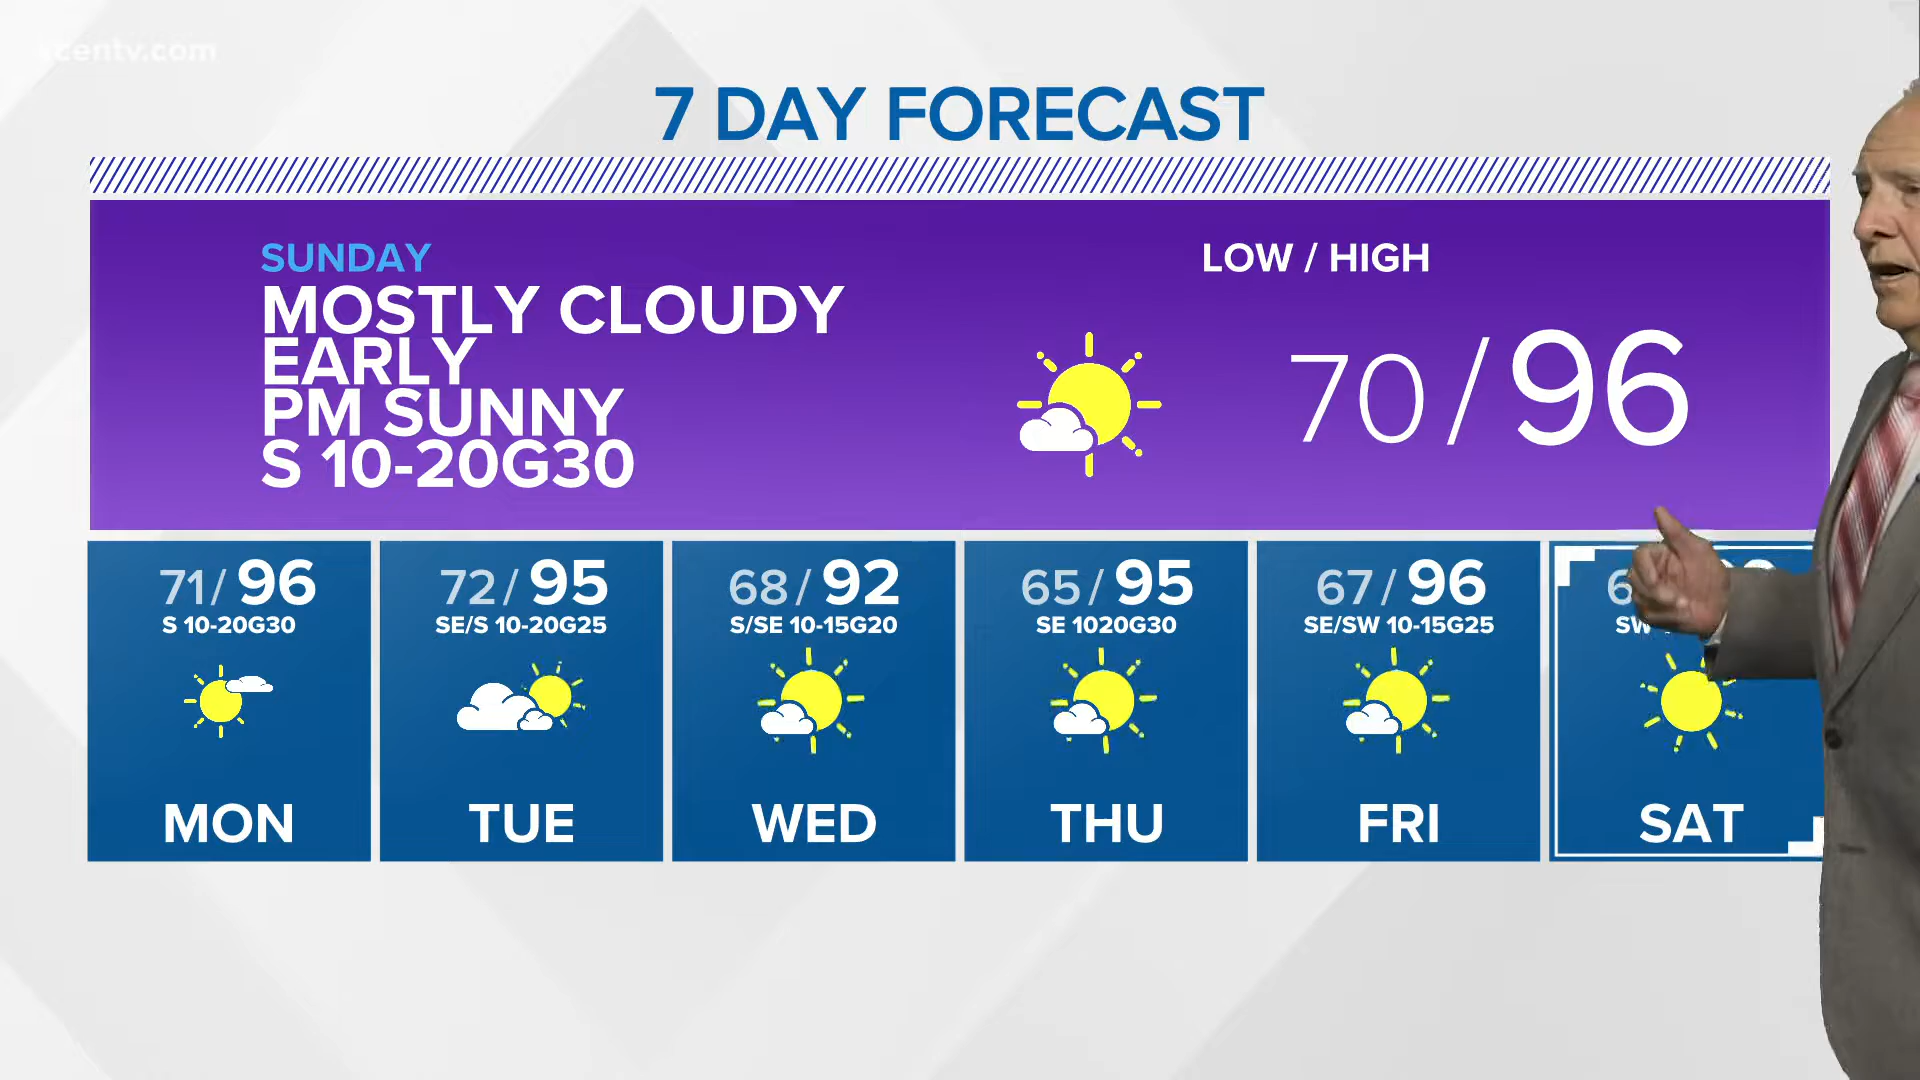 7 DAY FORECAST
SUNDAY
MOSTLY CLOUDY
EARLY
PM SUNNY
S 10-20G30
LOW / HIGH
70/96
71/96
S 10-20G30
MON
72/95
SE/S 10-20G25
TUE
68/92
S/SE 10-15G20
WED
65/95
SE 1020G30
THU
67/96
SE/SW 10-15G25
FRI
SW
SAT